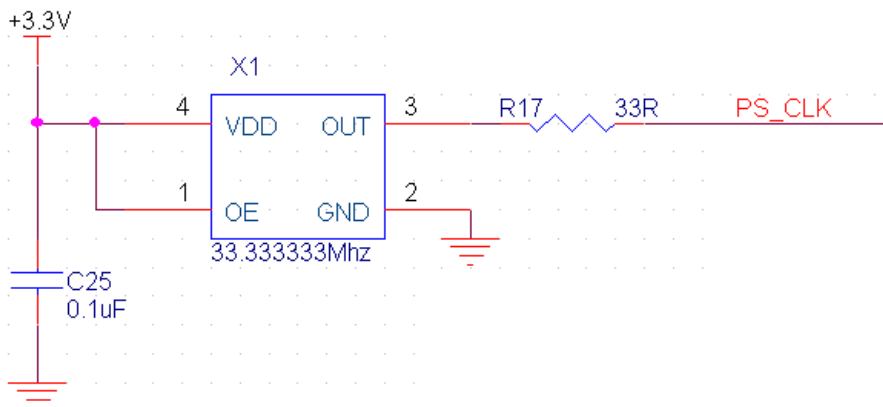 +3.3V
X1
4 VDD OUT 3 R17 33R PS_CLK
1 OE GND 2
33.333333Mhz
C25
0.1uF